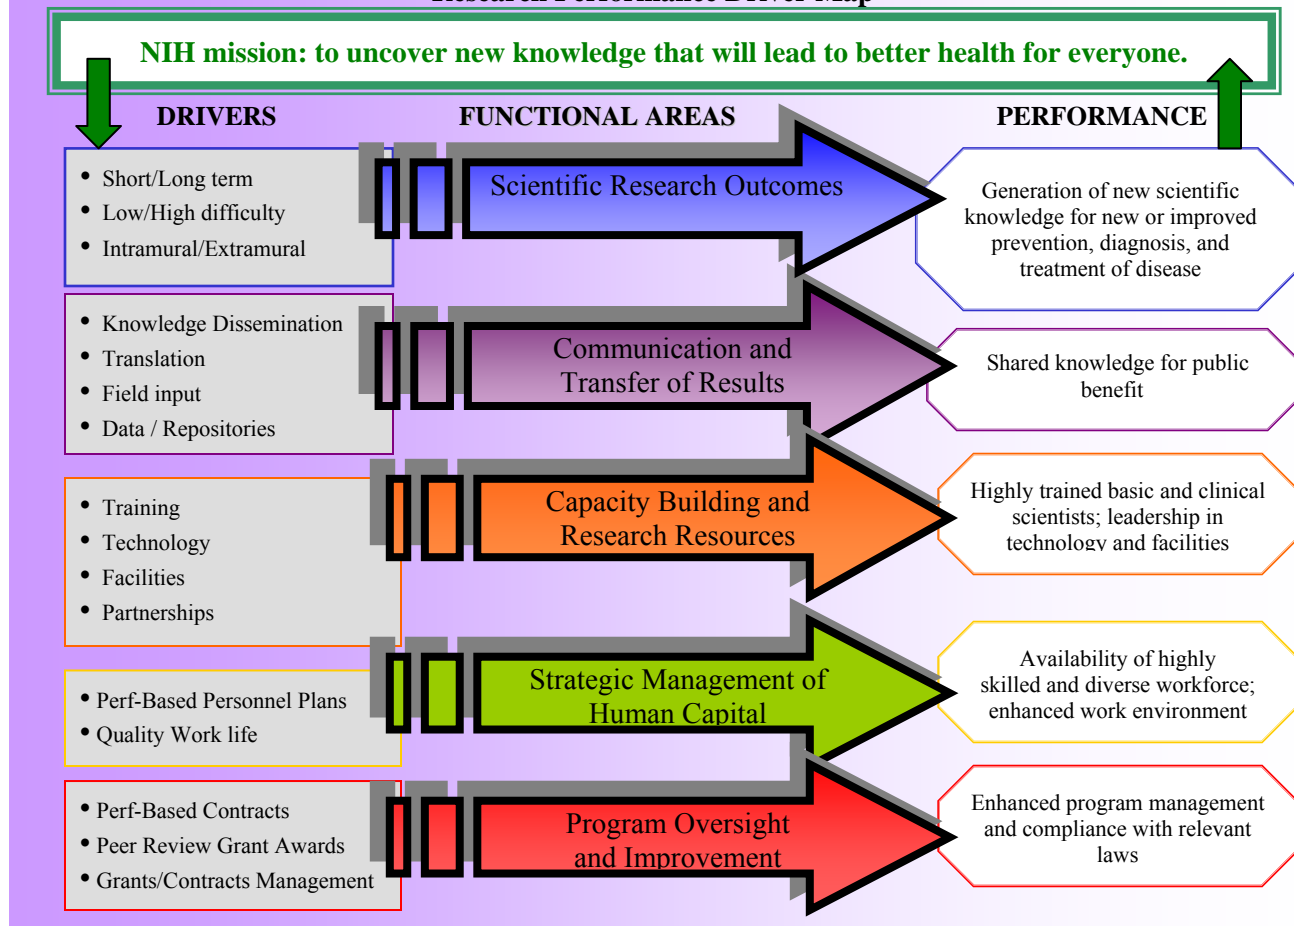 Research Performance Driver Map
NIH mission: to uncover new knowledge that will lead to better health for everyone.
DRIVERS
FUNCTIONAL AREAS
PERFORMANCE
• Short/Long term
• Low/High difficulty
• Intramural/Extramural
Scientific Research Outcomes
Generation of new scientific
knowledge for new or improved
prevention, diagnosis, and
treatment of disease
• Knowledge Dissemination
• Translation
• Field input
• Data / Repositories
Communication and
Transfer of Results
Shared knowledge for public
benefit
• Training
• Technology
• Facilities
• Partnerships
Capacity Building and
Research Resources
Highly trained basic and clinical
scientists; leadership in
technology and facilities
• Perf-Based Personnel Plans
• Quality Work life
Strategic Management of
Human Capital
Availability of highly
skilled and diverse workforce;
enhanced work environment
• Perf-Based Contracts
• Peer Review Grant Awards
• Grants/Contracts Management
Program Oversight
and Improvement
Enhanced program management
and compliance with relevant
laws